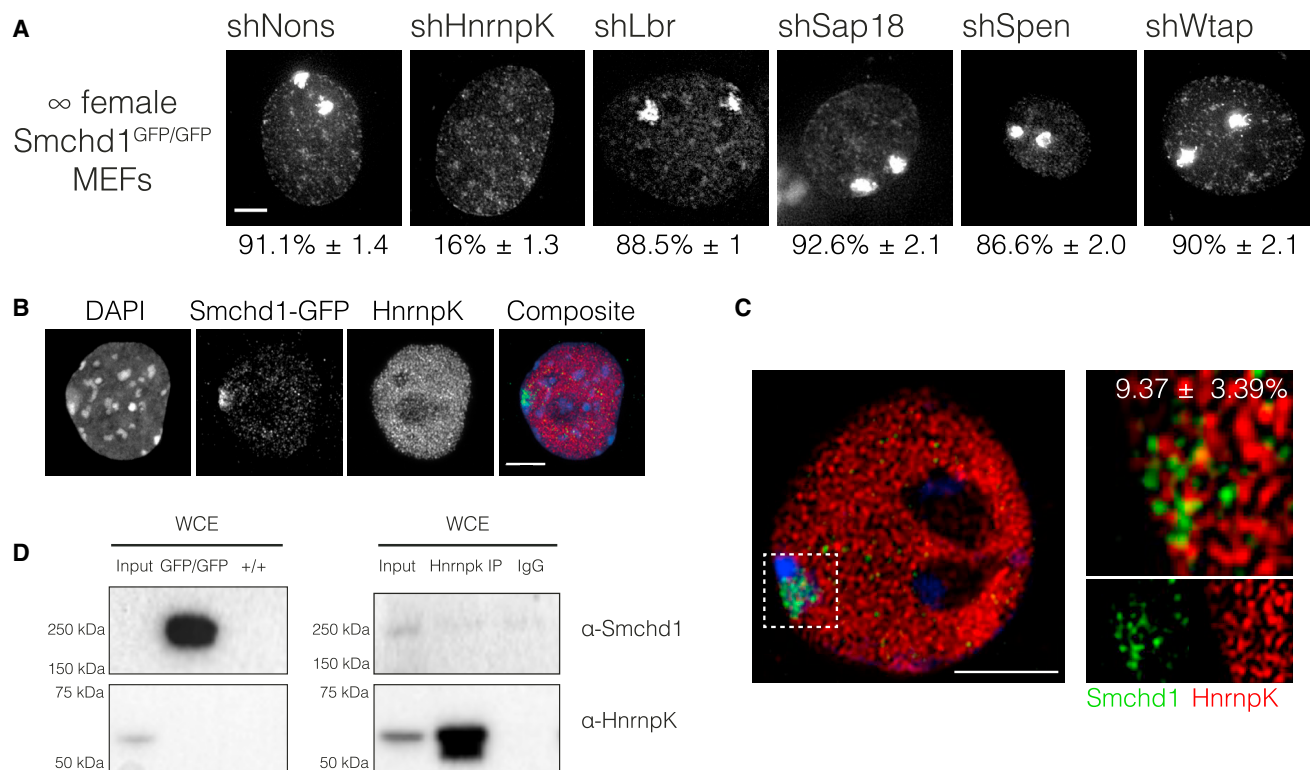 A
shNons shHnrnpK shLbr shSap18 shSpen shWtap
∞ female
Smchd1GFP/GFP
MEFs
91.1% ± 1.4 16% ± 1.3 88.5% ± 1 92.6% ± 2.1 86.6% ± 2.0 90% ± 2.1
B
DAPI Smchd1-GFP HnrnpK Composite
C
9.37 ± 3.39%
Smchd1 HnrnpK
D
WCE WCE
Input GFP/GFP +/+ Input Hnrnpk IP IgG
250 kDa 250 kDa α-Smchd1
150 kDa 150 kDa
75 kDa 75 kDa
α-HnrnpK
50 kDa 50 kDa